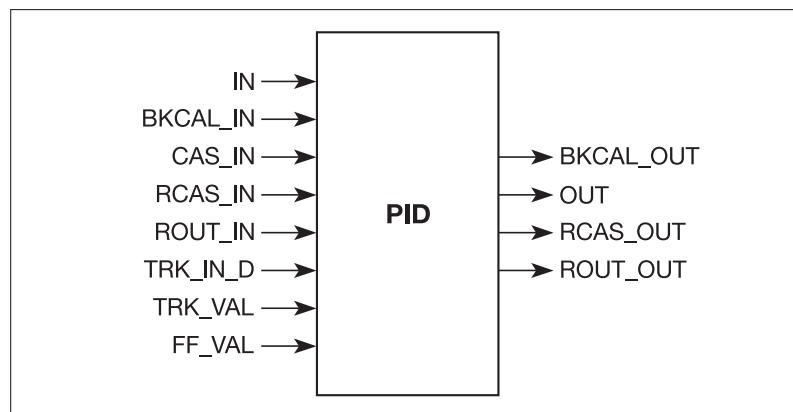 IN
BKCAL_IN
CAS_IN
RCAS_IN
ROUT_IN
TRK_IN_D
TRK_VAL
FF_VAL
PID
BKCAL_OUT
OUT
RCAS_OUT
ROUT_OUT